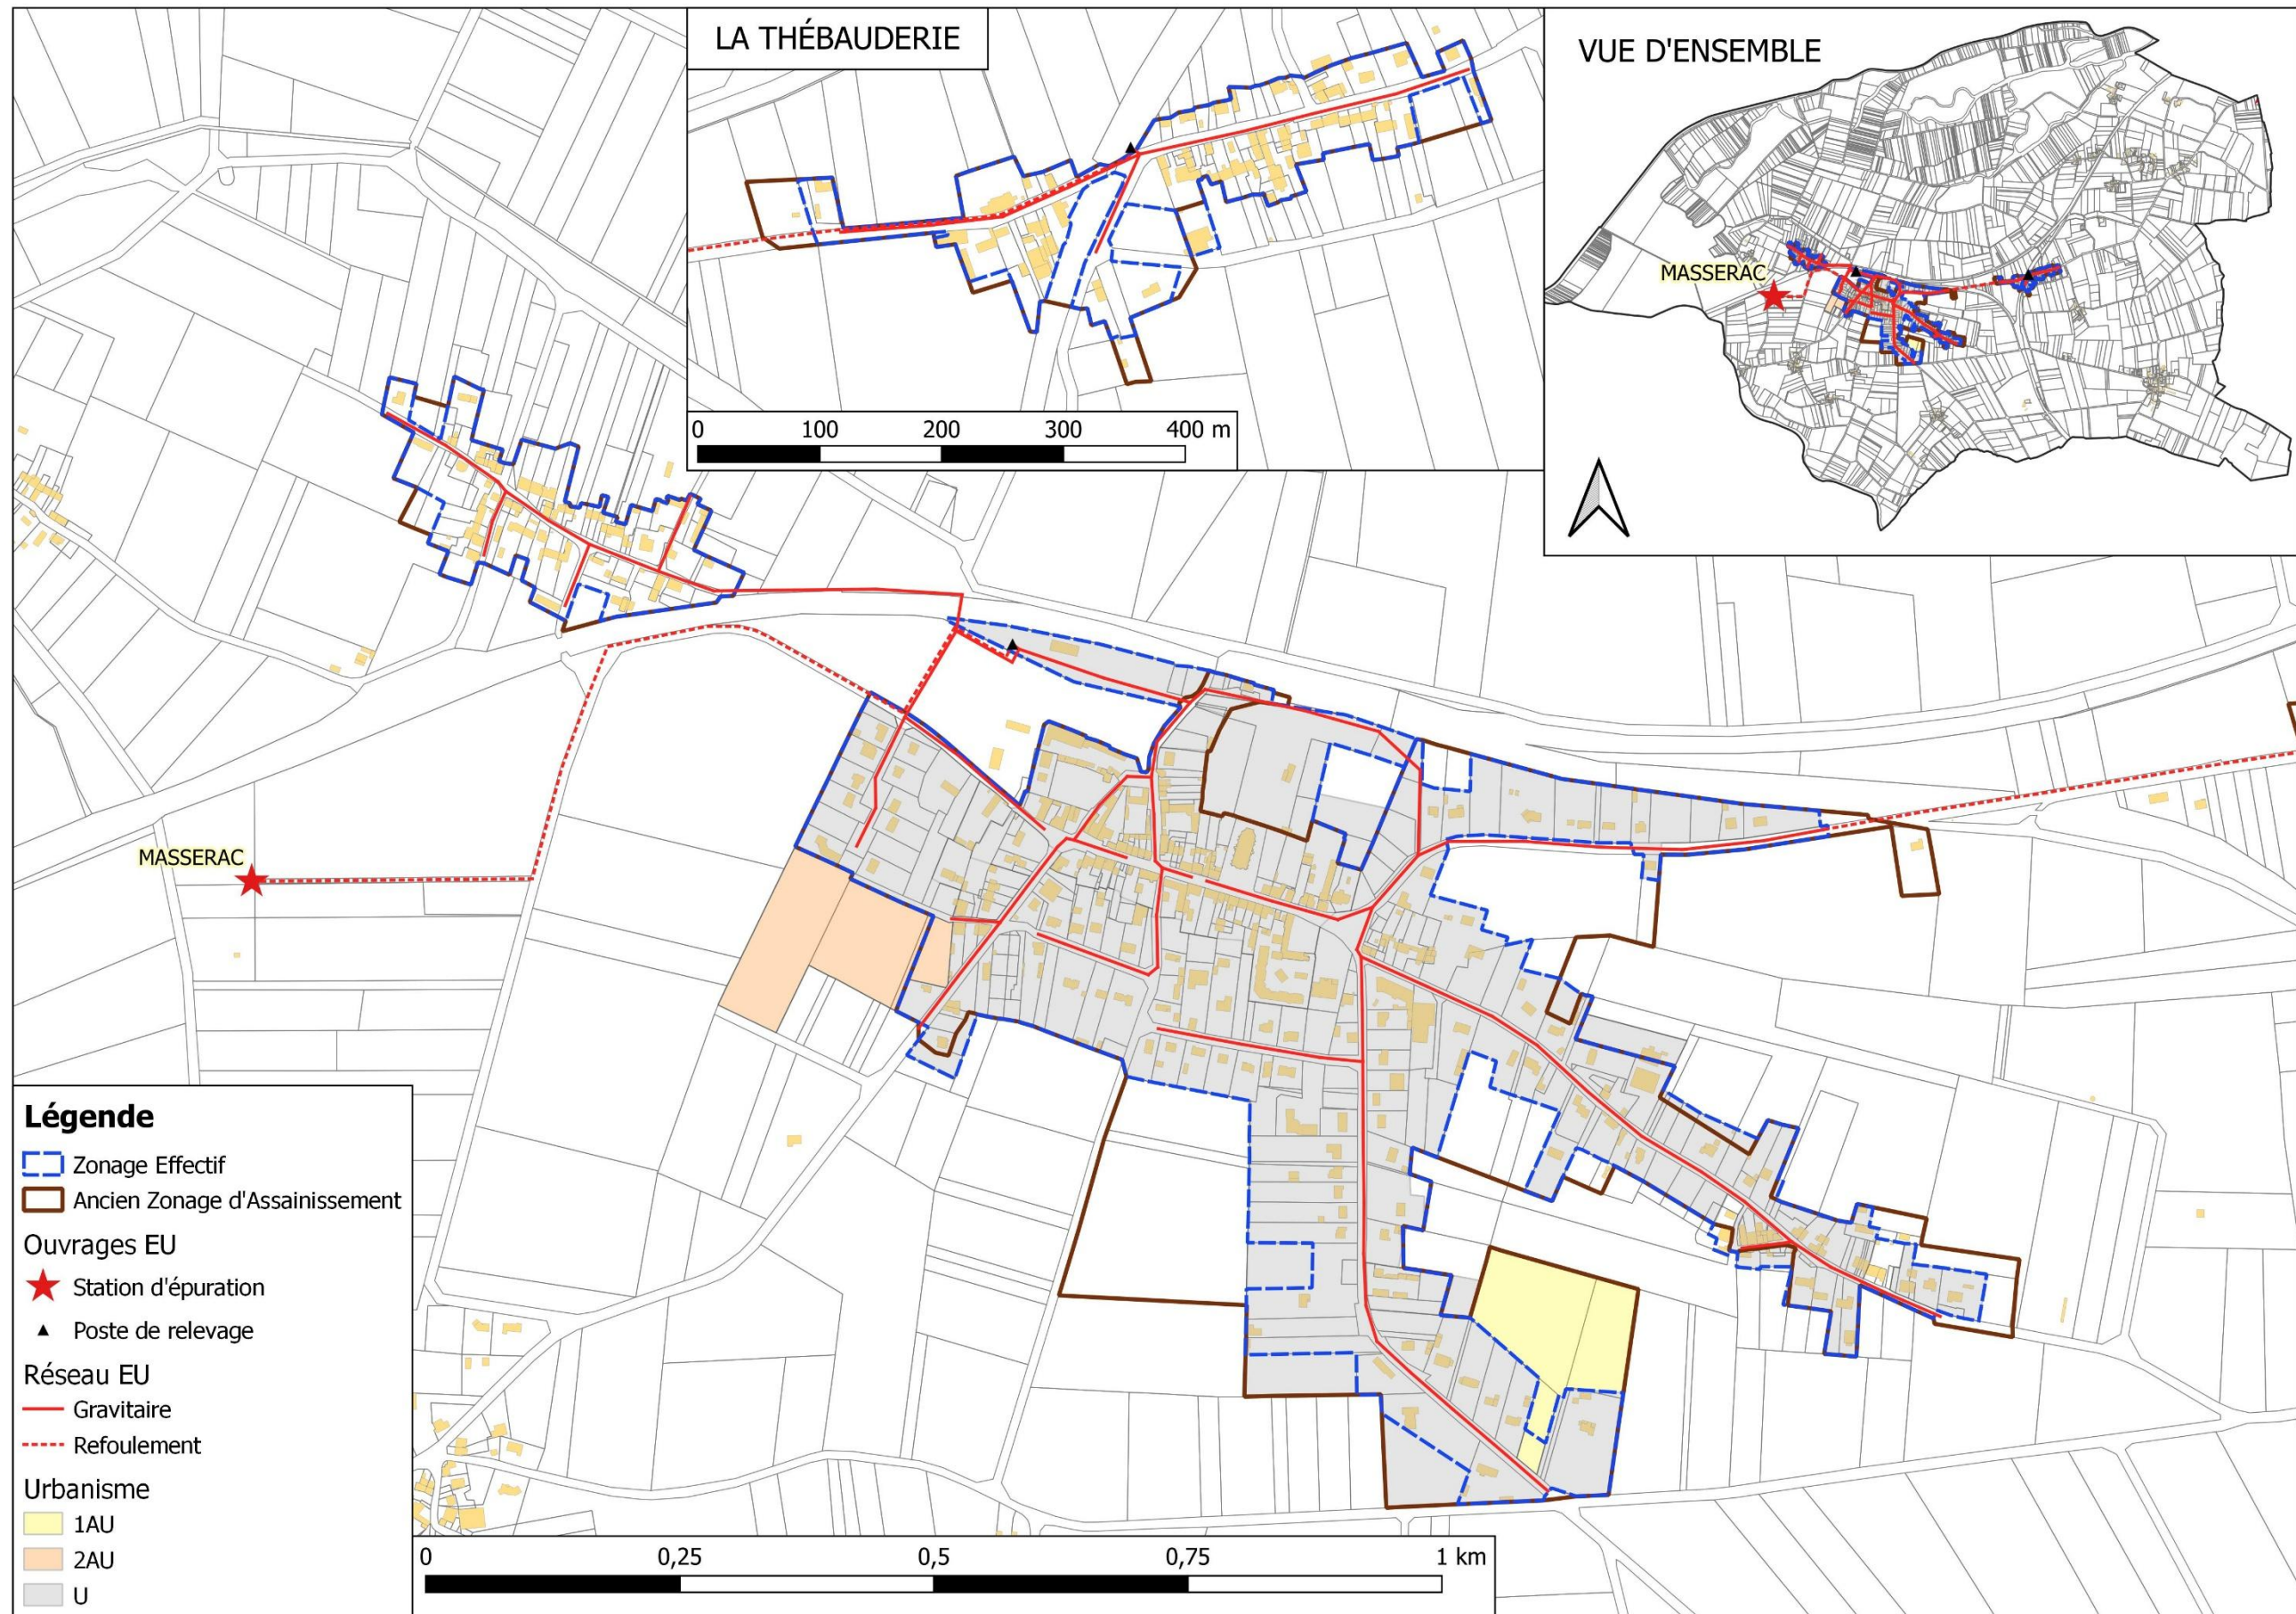 LA THÉBAUDERIE
0 100 200 300 400 m
VUE D'ENSEMBLE
MASSERAC
MASSERAC
Légende
Zonage Effectif
Ancien Zonage d'Assainissement
Ouvrages EU
Station d'épuration
Poste de relevage
Réseau EU
Gravitaire
Refoulement
Urbanisme
1AU
2AU
U
0 0,25 0,5 0,75 1 km